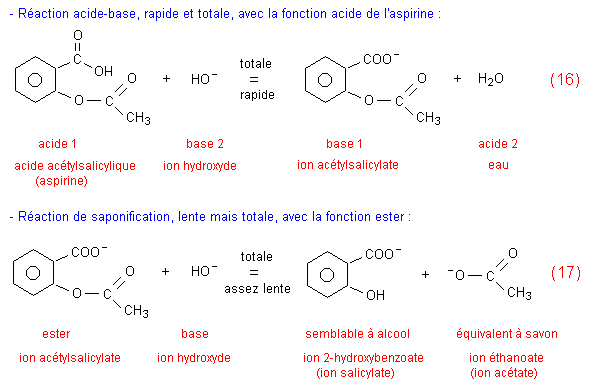 - Réaction acide-base, rapide et totale, avec la fonction acide de l'aspirine :
O
C
OH
O
O
C
CH3
+
HO−
totale
=
rapide
COO−
O
O
C
CH3
+
H2O
(16)
acide 1
base 2
base 1
acide 2
acide acétylsalicylique
(aspirine)
ion hydroxyde
ion acétylsalicylate
eau
- Réaction de saponification, lente mais totale, avec la fonction ester :
COO−
O
O
C
CH3
+
HO−
totale
=
assez lente
COO−
OH
+
−O
C
O
CH3
(17)
ester
base
semblable à alcool
équivalent à savon
ion acétylsalicylate
ion hydroxyde
ion 2-hydroxybenzoate
(ion salicylate)
ion éthanoate
(ion acétate)